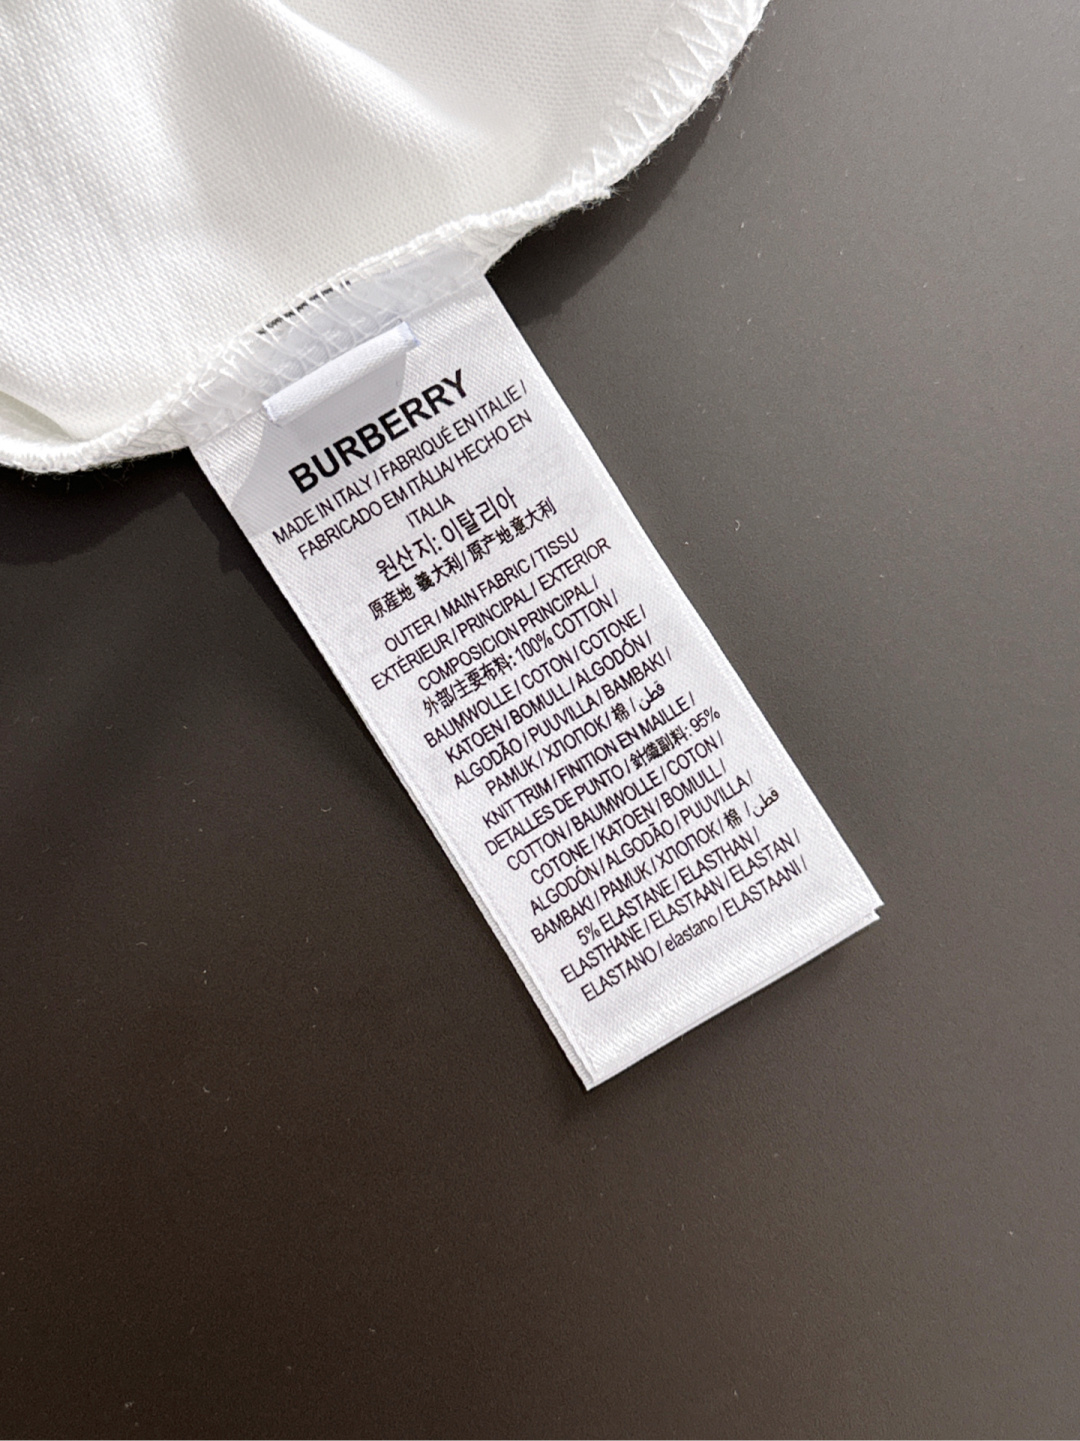 BURBERRY
MADE IN ITALY / FABRIQUÉ EN ITALIE /
FABRICADO EM ITÁLIA/ HECHO EN
ITALIA
원산지: 이탈리아
原産地 義大利 / 原产地 意大利
OUTER / MAIN FABRIC / TISSU
EXTÉRIEUR / PRINCIPAL / EXTERIOR
COMPOSICION PRINCIPAL /
外部/主要布料: 100% COTTON /
BAUMWOLLE / COTON / COTONE /
KATOEN / BOMULL / ALGODÓN /
ALGODÃO / PUUVILLA / BAMBAKI /
PAMUK / ХЛОПОК / 棉 / قطن
KNIT TRIM / FINITION EN MAILLE /
DETALLES DE PUNTO / 針織副料: 95%
COTTON / BAUMWOLLE / COTON /
COTONE / KATOEN / BOMULL /
ALGODÓN / ALGODÃO / PUUVILLA /
BAMBAKI / PAMUK / ХЛОПОК / 棉 / قطن
5% ELASTANE / ELASTHAN /
ELASTHANE / ELASTAAN / ELASTAN /
ELASTANO / elastano / ELASTAANI /